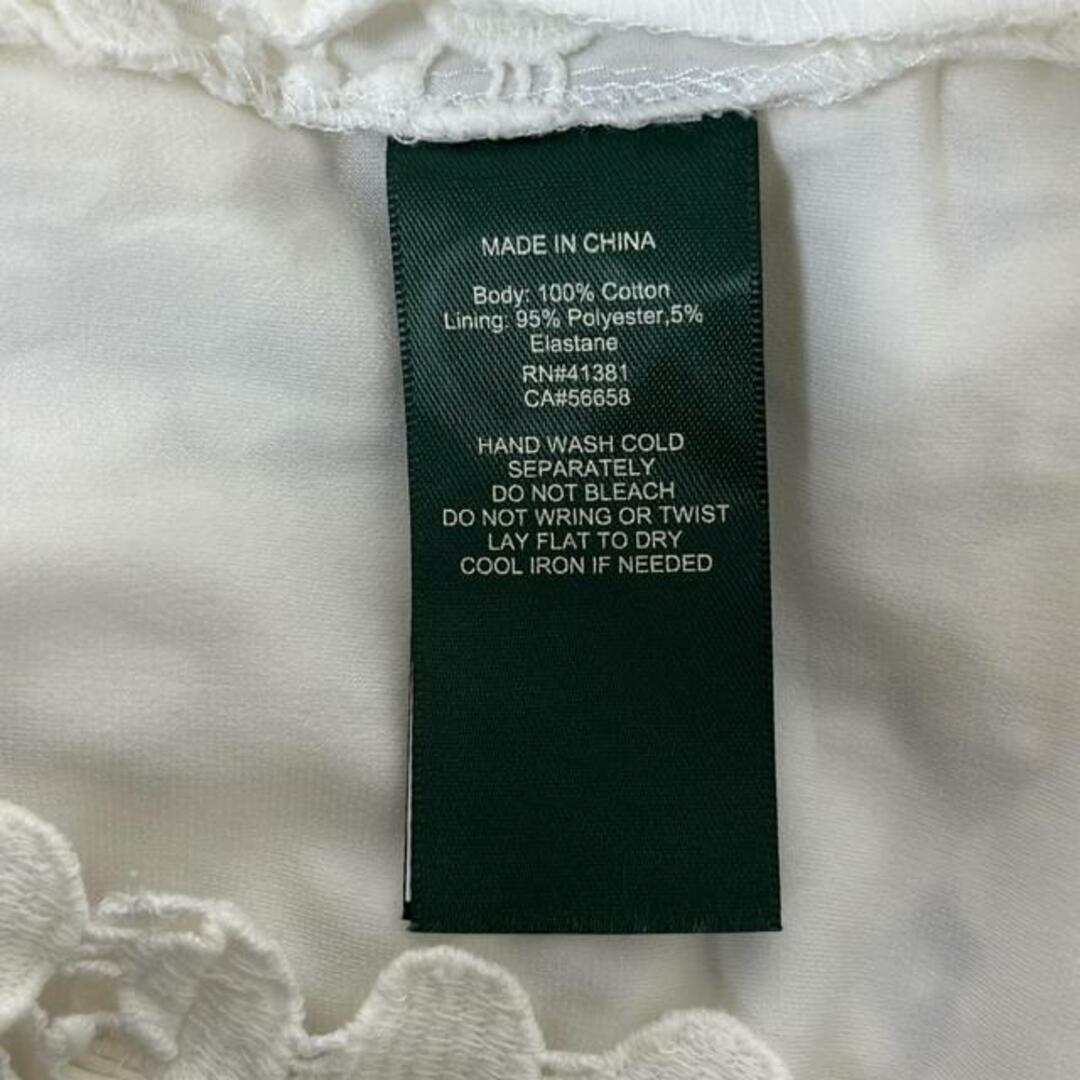 MADE IN CHINA
Body: 100% Cotton
Lining: 95% Polyester,5%
Elastane
RN#41381
CA#56658
HAND WASH COLD
SEPARATELY
DO NOT BLEACH
DO NOT WRING OR TWIST
LAY FLAT TO DRY
COOL IRON IF NEEDED